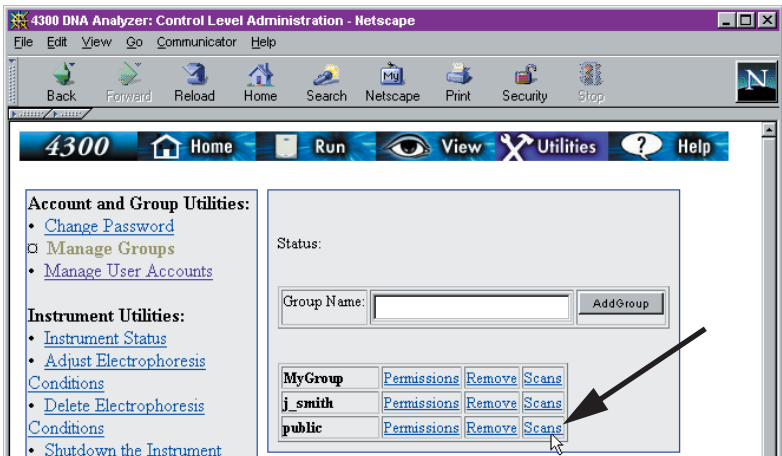 4300 DNA Analyzer: Control Level Administration - Netscape
File Edit View Go Communicator Help
Back Forward Reload Home Search Netscape Print Security Stop
My
N
4300 Home Run View Utilities ? Help
Account and Group Utilities:
• Change Password
Manage Groups
• Manage User Accounts
Instrument Utilities:
• Instrument Status
• Adjust Electrophoresis
Conditions
• Delete Electrophoresis
Conditions
• Shutdown the Instrument
Status:
Group Name: AddGroup
MyGroup Permissions Remove Scans
j_smith Permissions Remove Scans
public Permissions Remove Scans